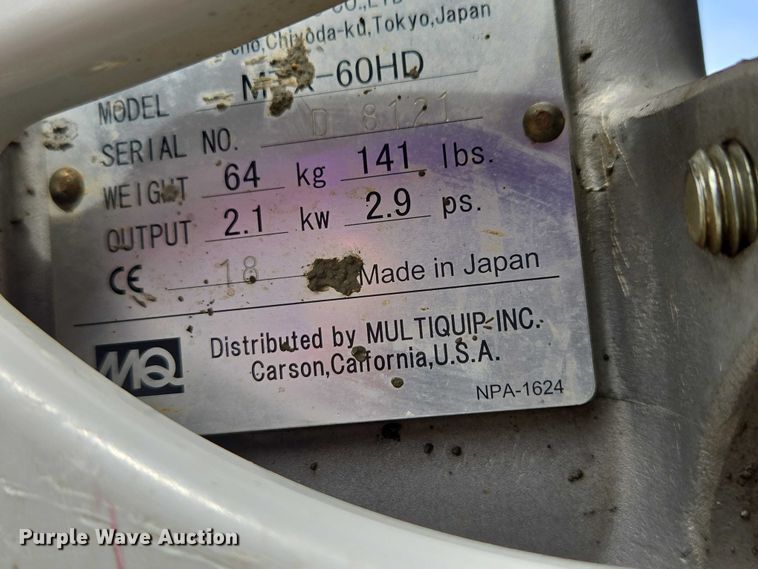 CO.,LTD
cho,Chiyoda-ku,Tokyo,Japan
MODEL -60HD
SERIAL NO. D 8121
WEIGHT 64 kg 141 lbs.
OUTPUT 2.1 kw 2.9 ps.
CE 18 Made in Japan
MQ Distributed by MULTIQUIP INC.
Carson,Calfornia,U.S.A.
NPA-1624
Purple Wave Auction